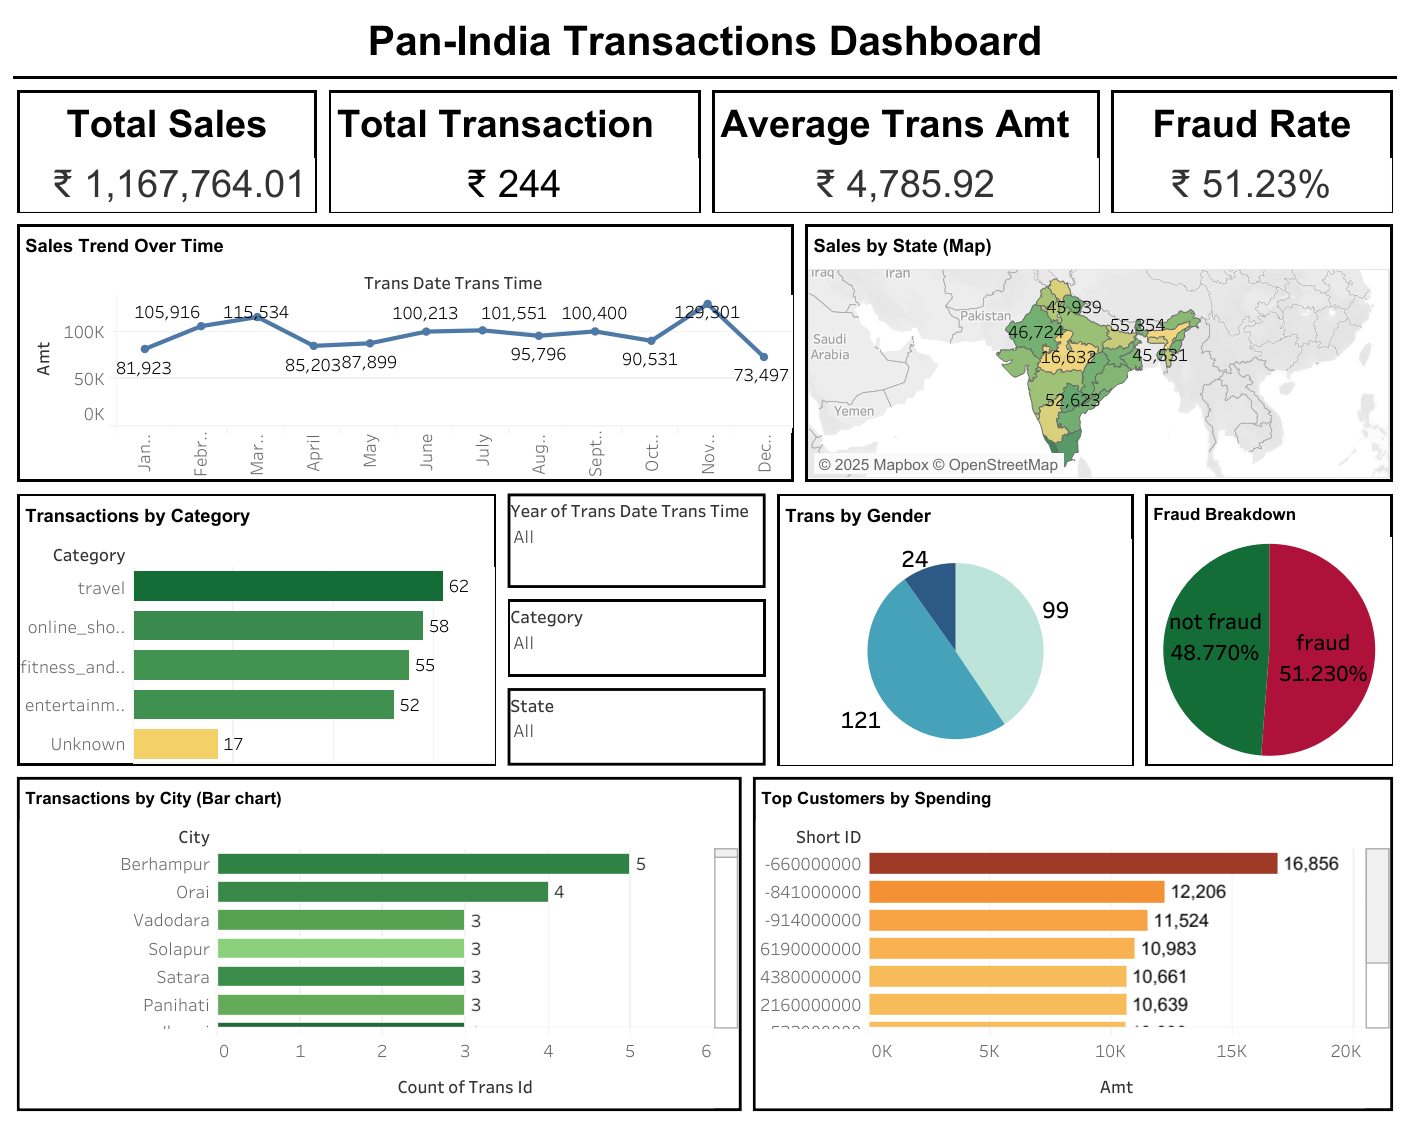 Pan-India Transactions Dashboard
Total Sales
₹ 1,167,764.01
Total Transaction
₹ 244
Average Trans Amt
₹ 4,785.92
Fraud Rate
₹ 51.23%
Sales Trend Over Time
Trans Date Trans Time
Amt
100K
50K
0K
81,923
105,916
115,534
85,203
87,899
100,213
101,551
95,796
100,400
90,531
129,301
73,497
Jan..
Febr..
Mar..
April
May
June
July
Aug..
Sept..
Oct..
Nov..
Dec..
Sales by State (Map)
Iraq
Iran
Pakistan
Saudi
Arabia
Yemen
45,939
46,724
55,354
16,632
45,531
52,623
© 2025 Mapbox © OpenStreetMap
Transactions by Category
Category
travel 62
online_sho.. 58
fitness_and.. 55
entertainm.. 52
Unknown 17
Year of Trans Date Trans Time
All
Category
All
State
All
Trans by Gender
24
99
121
Fraud Breakdown
not fraud
48.770%
fraud
51.230%
Transactions by City (Bar chart)
City
Berhampur 5
Orai 4
Vadodara 3
Solapur 3
Satara 3
Panihati 3
0 1 2 3 4 5 6
Count of Trans Id
Top Customers by Spending
Short ID
-660000000 16,856
-841000000 12,206
-914000000 11,524
6190000000 10,983
4380000000 10,661
2160000000 10,639
0K 5K 10K 15K 20K
Amt